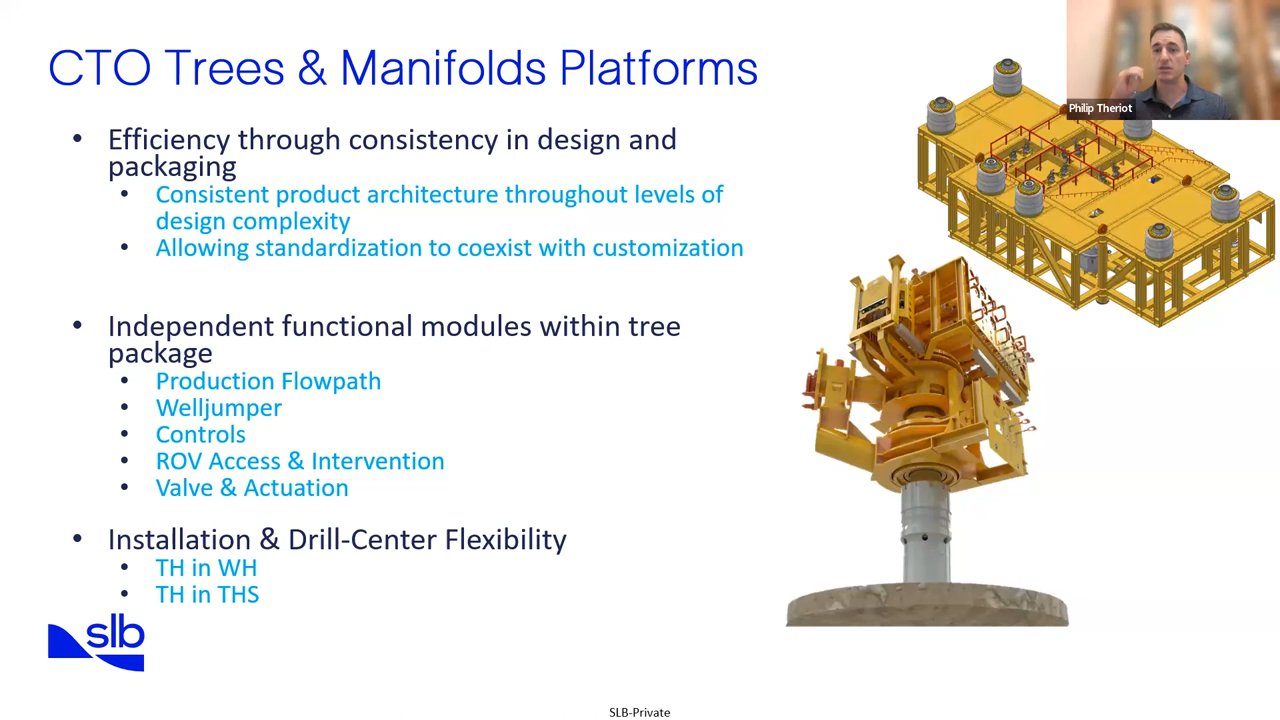 CTO Trees & Manifolds Platforms
Philip Theriot
• Efficiency through consistency in design and
packaging
• Consistent product architecture throughout levels of
design complexity
• Allowing standardization to coexist with customization
• Independent functional modules within tree
package
• Production Flowpath
• Welljumper
• Controls
• ROV Access & Intervention
• Valve & Actuation
• Installation & Drill-Center Flexibility
• TH in WH
• TH in THS
slb
SLB-Private